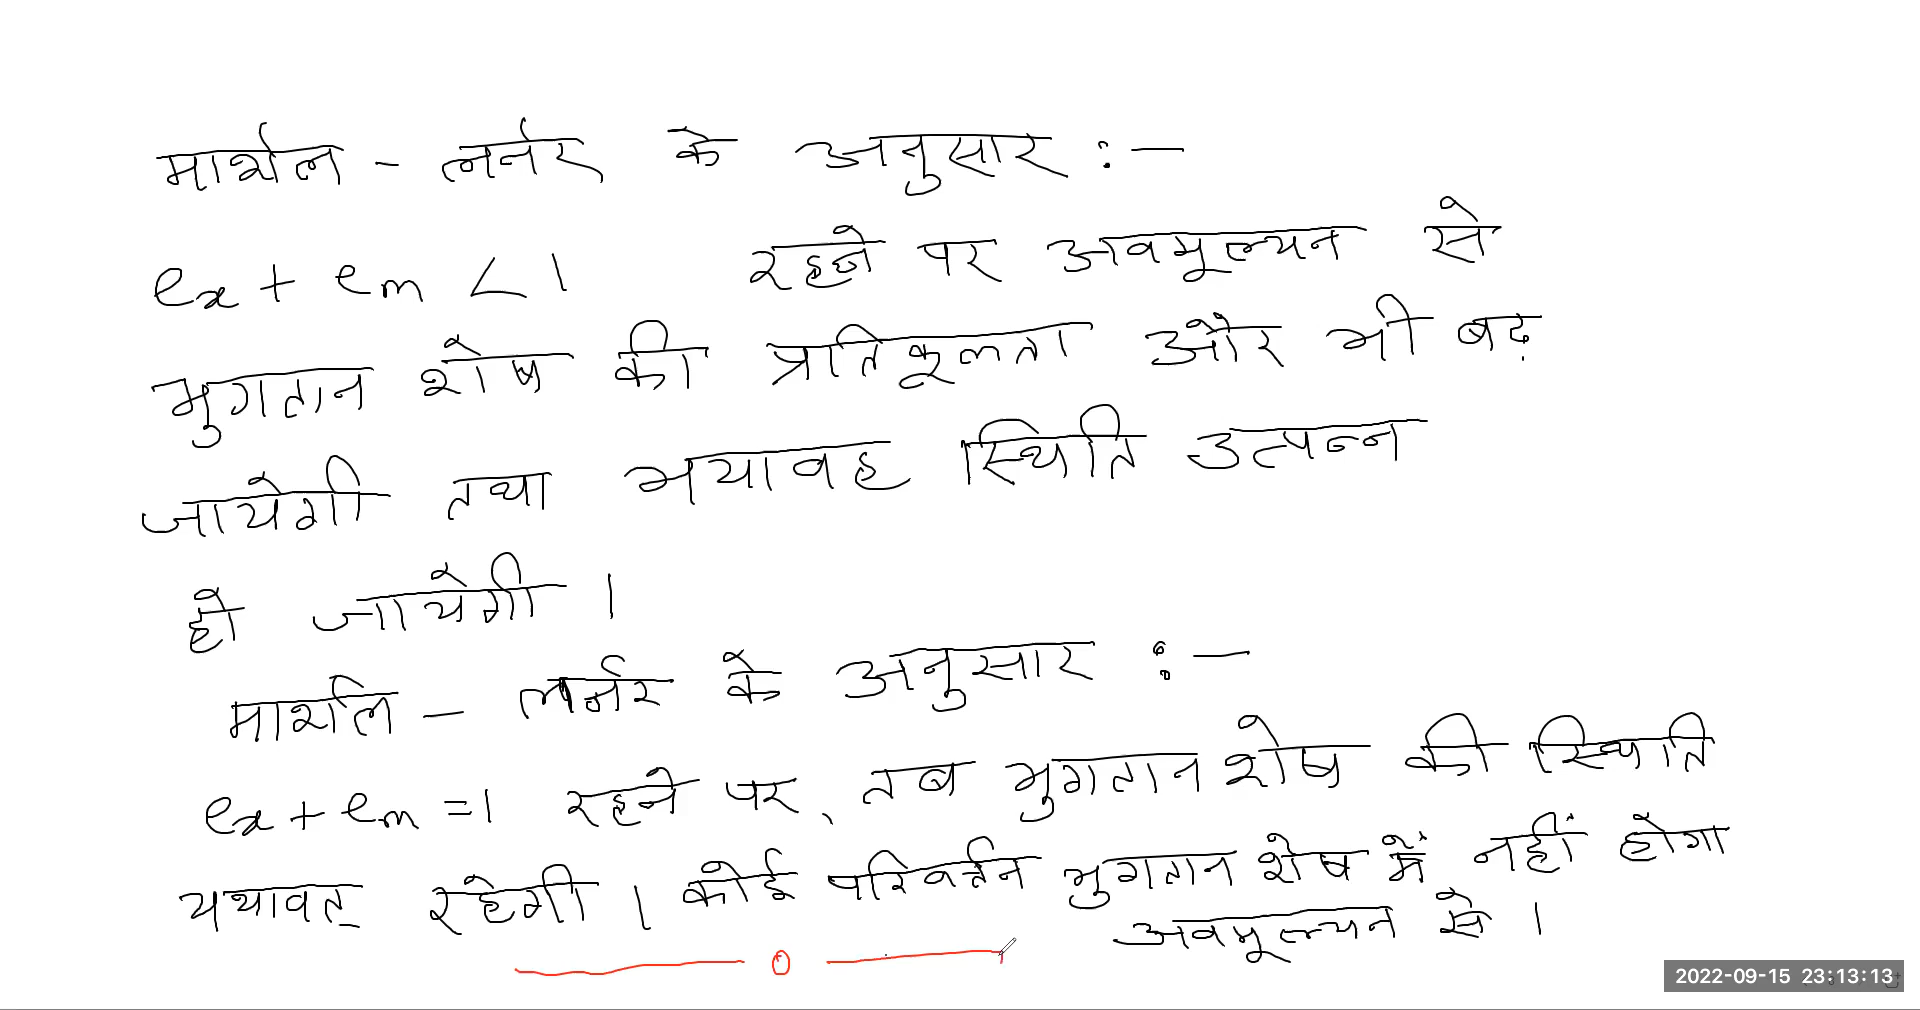 मार्शल - लर्नर के अनुसार :-
ex + em < 1 रहने पर अवमूल्यन से
भुगतान शेष की प्रतिकूलता और भी बढ़
जायेगी तथा भयावह स्थिति उत्पन्न
हो जायेगी ।
मार्शल - लर्नर के अनुसार :-
ex + em = 1 रहने पर, तब भुगतान शेष की स्थिति
यथावत् रहेगी । कोई परिवर्तन भुगतान शेष में नहीं होगा
अवमूल्यन से ।
2022-09-15 23:13:13